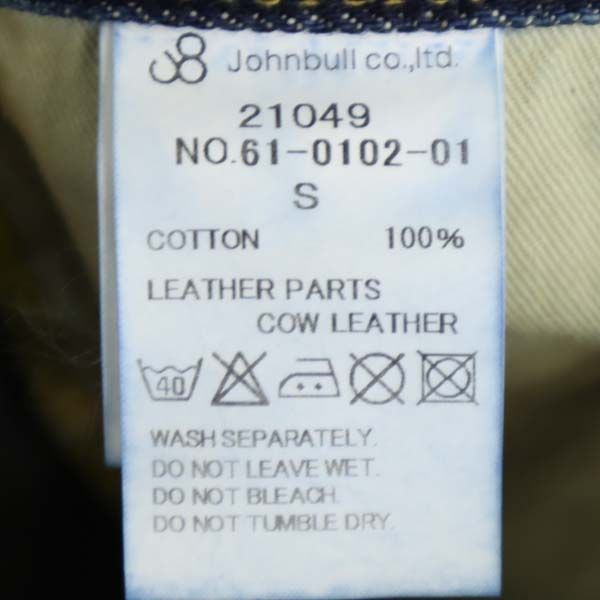 Johnbull co.,ltd.
21049
NO.61-0102-01
S
COTTON 100%
LEATHER PARTS
COW LEATHER
40
WASH SEPARATELY.
DO NOT LEAVE WET.
DO NOT BLEACH.
DO NOT TUMBLE DRY.